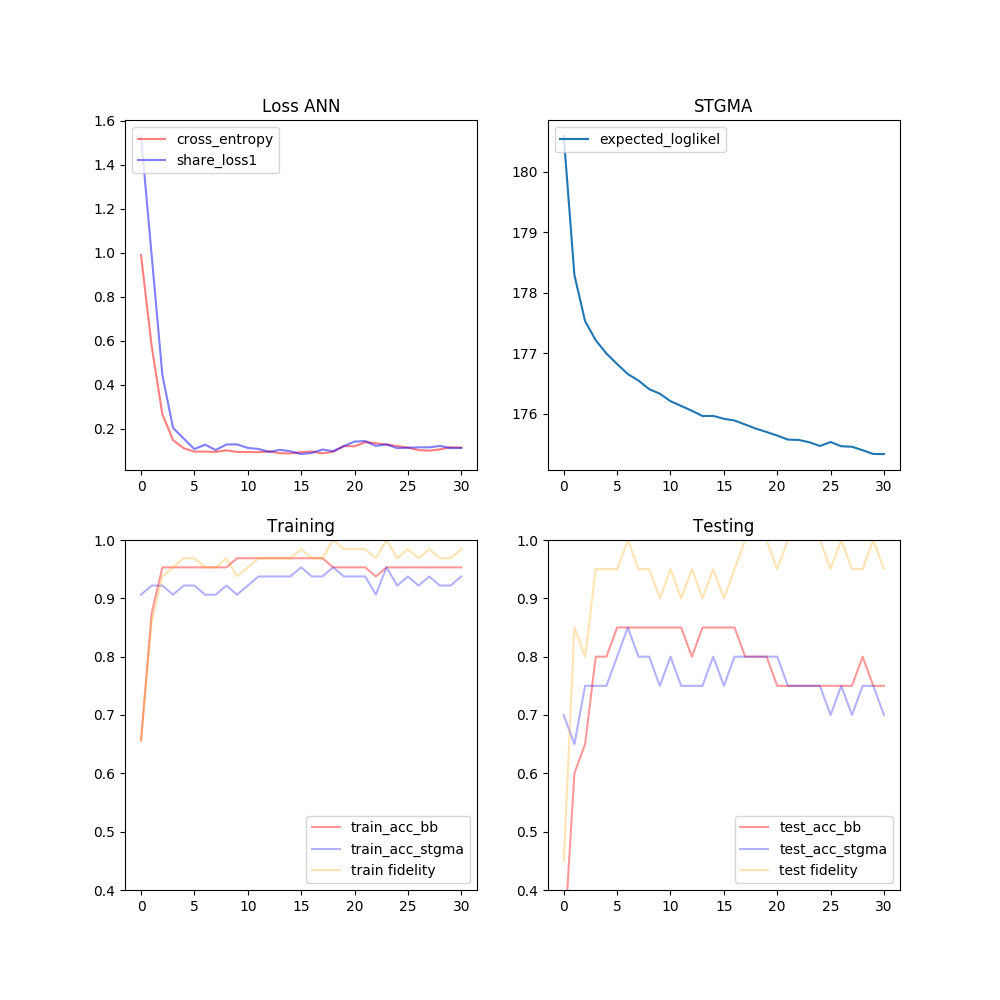 Loss ANN
1.6
1.4
1.2
1.0
0.8
0.6
0.4
0.2
cross_entropy
share_loss1
0 5 10 15 20 25 30
STGMA
180
179
178
177
176
expected_loglikel
0 5 10 15 20 25 30
Training
1.0
0.9
0.8
0.7
0.6
0.5
0.4
train_acc_bb
train_acc_stgma
train fidelity
0 5 10 15 20 25 30
Testing
1.0
0.9
0.8
0.7
0.6
0.5
0.4
test_acc_bb
test_acc_stgma
test fidelity
0 5 10 15 20 25 30